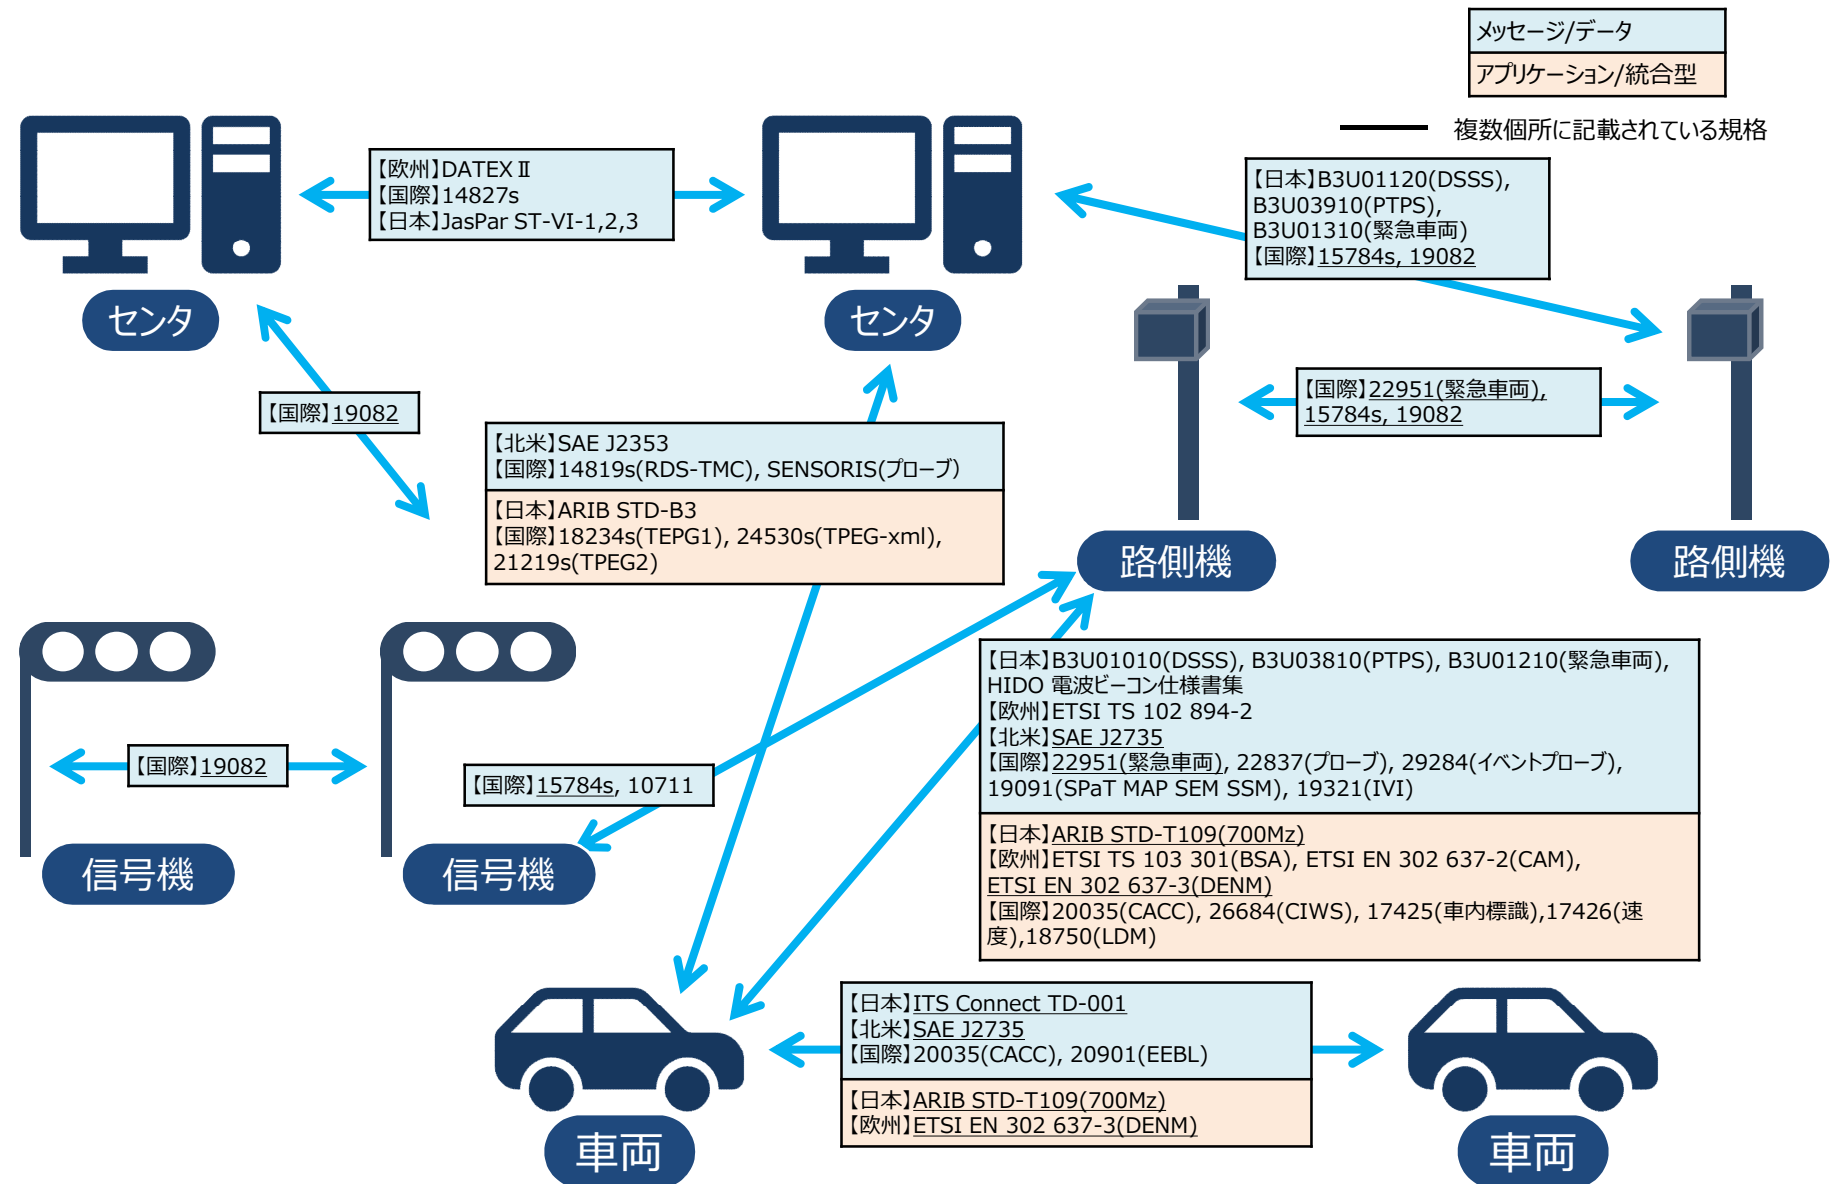 メッセージ/データ
アプリケーション/統合型
複数個所に記載されている規格
【欧州】DATEXⅡ
【国際】14827s
【日本】JasPar ST-VI-1,2,3
【日本】B3U01120(DSSS),
B3U03910(PTPS),
B3U01310(緊急車両)
【国際】15784s, 19082
センタ
センタ
【国際】19082
【国際】22951(緊急車両),
15784s, 19082
【北米】SAE J2353
【国際】14819s(RDS-TMC), SENSORIS(プローブ)
【日本】ARIB STD-B3
【国際】18234s(TEPG1), 24530s(TPEG-xml),
21219s(TPEG2)
路側機
路側機
【日本】B3U01010(DSSS), B3U03810(PTPS), B3U01210(緊急車両),
HIDO 電波ビーコン仕様書集
【欧州】ETSI TS 102 894-2
【北米】SAE J2735
【国際】22951(緊急車両), 22837(プローブ), 29284(イベントプローブ),
19091(SPaT MAP SEM SSM), 19321(IVI)
【日本】ARIB STD-T109(700Mz)
【欧州】ETSI TS 103 301(BSA), ETSI EN 302 637-2(CAM),
ETSI EN 302 637-3(DENM)
【国際】20035(CACC), 26684(CIWS), 17425(車内標識),17426(速
度),18750(LDM)
【国際】19082
【国際】15784s, 10711
信号機
信号機
【日本】ITS Connect TD-001
【北米】SAE J2735
【国際】20035(CACC), 20901(EEBL)
【日本】ARIB STD-T109(700Mz)
【欧州】ETSI EN 302 637-3(DENM)
車両
車両